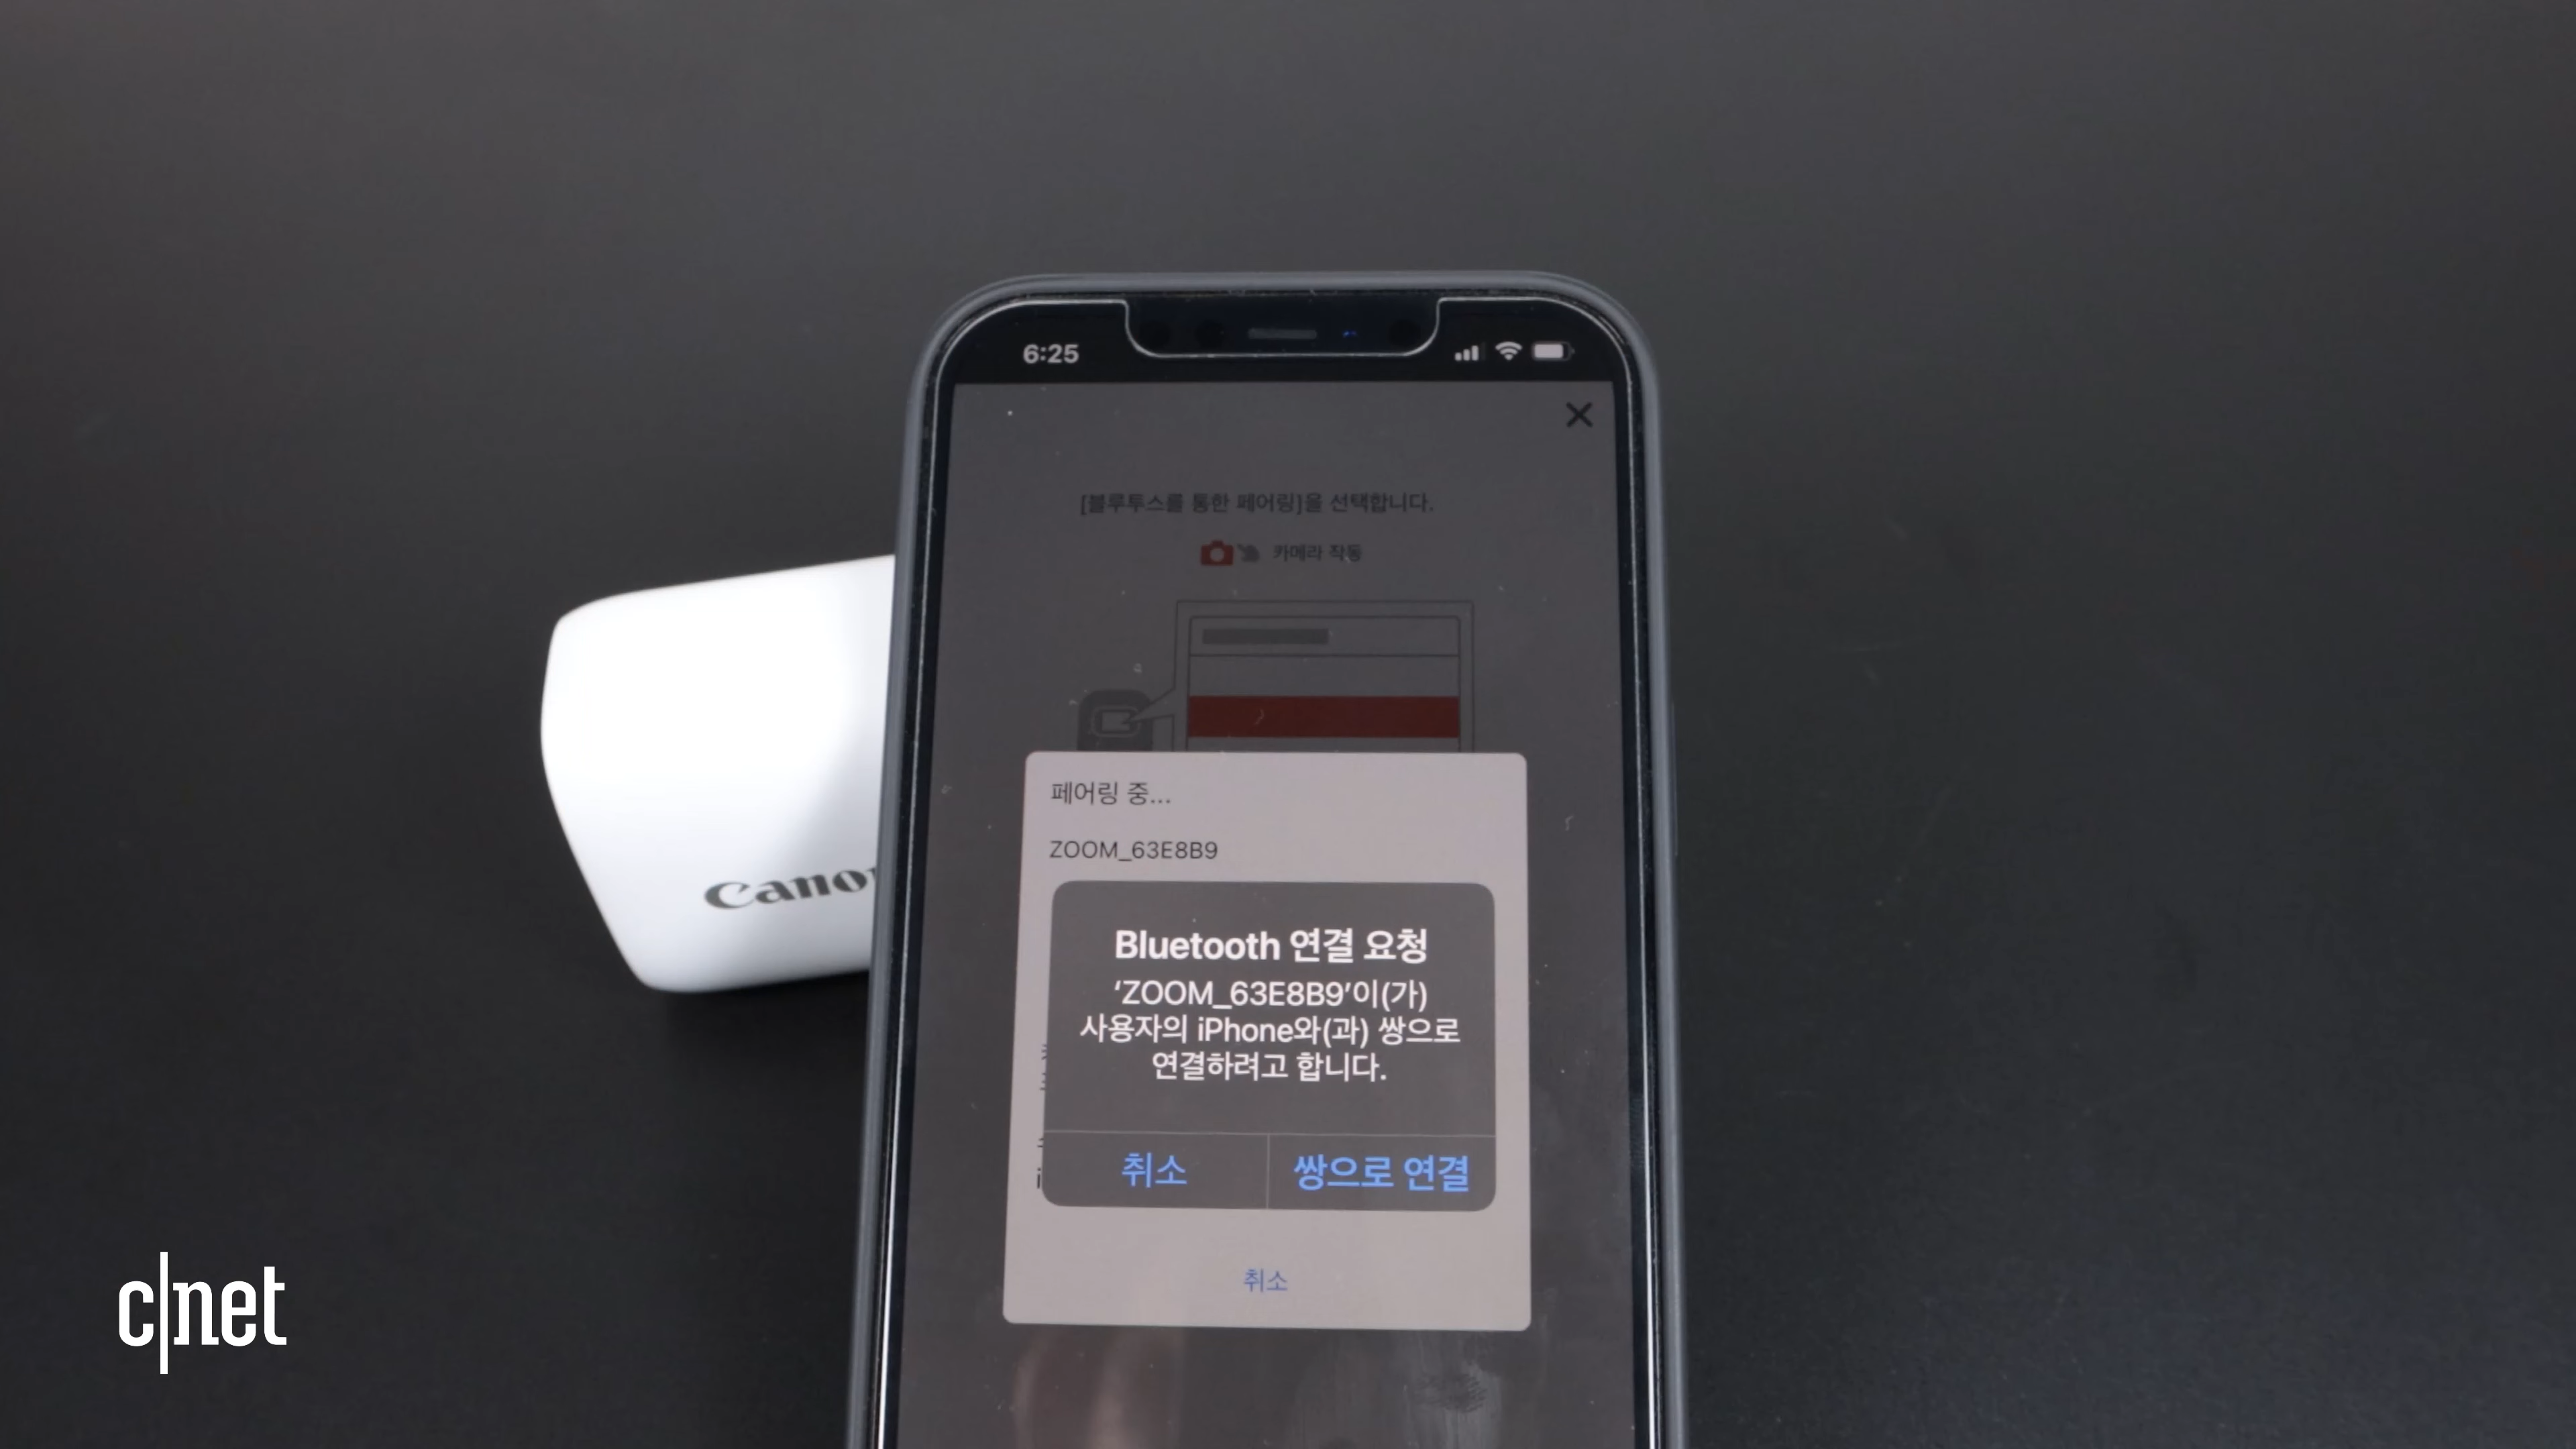 6:25
[블루투스를 통한 페어링]을 선택합니다.
카메라 작동
페어링 중...
ZOOM_63E8B9
Bluetooth 연결 요청
‘ZOOM_63E8B9’이(가)
사용자의 iPhone와(과) 쌍으로
연결하려고 합니다.
취소
쌍으로 연결
취소
Cano
c|net